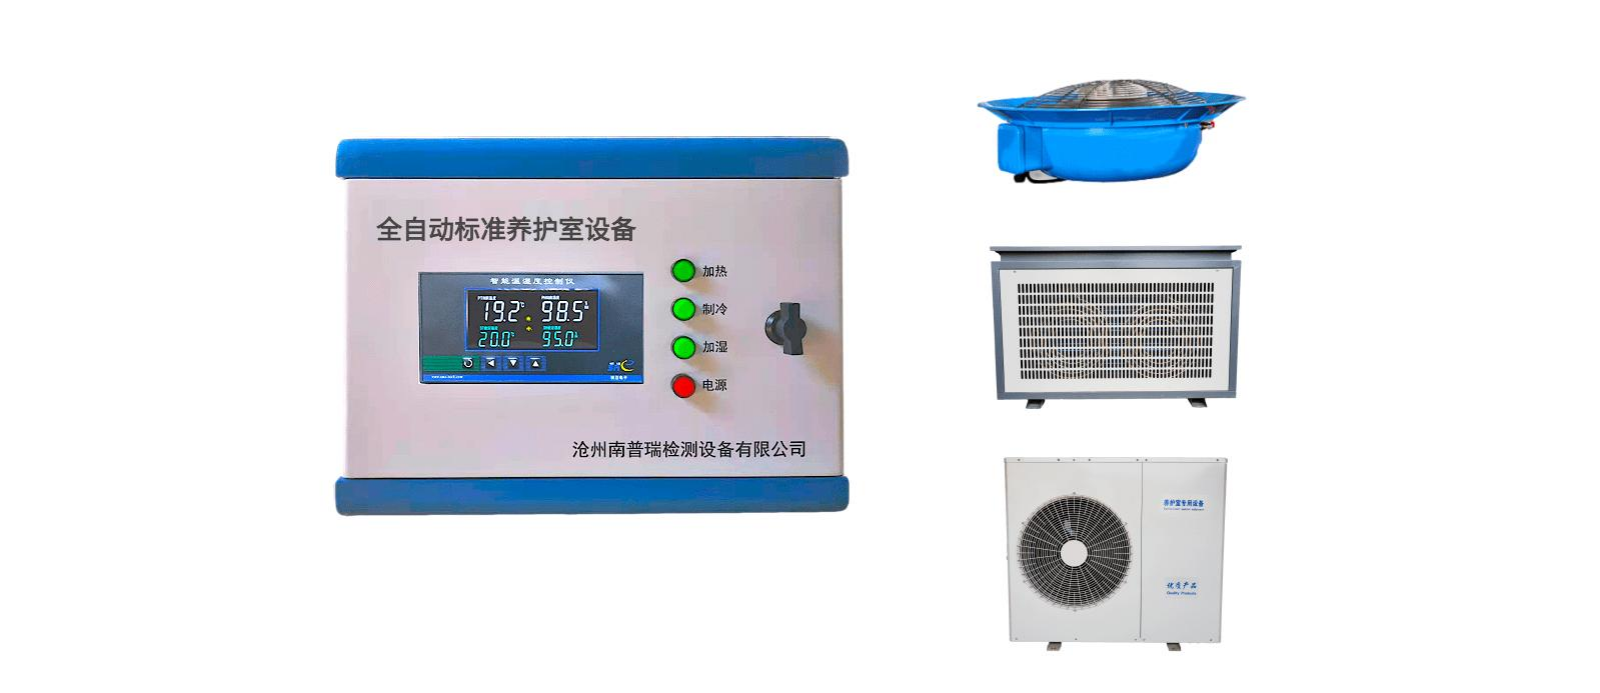 全自动标准养护室设备
智能温湿度控制仪
19.2℃ 98.5%
20.0℃ 95.0%
加热
制冷
加湿
电源
沧州南普瑞检测设备有限公司
养护室专用设备
优质产品
Quality Products